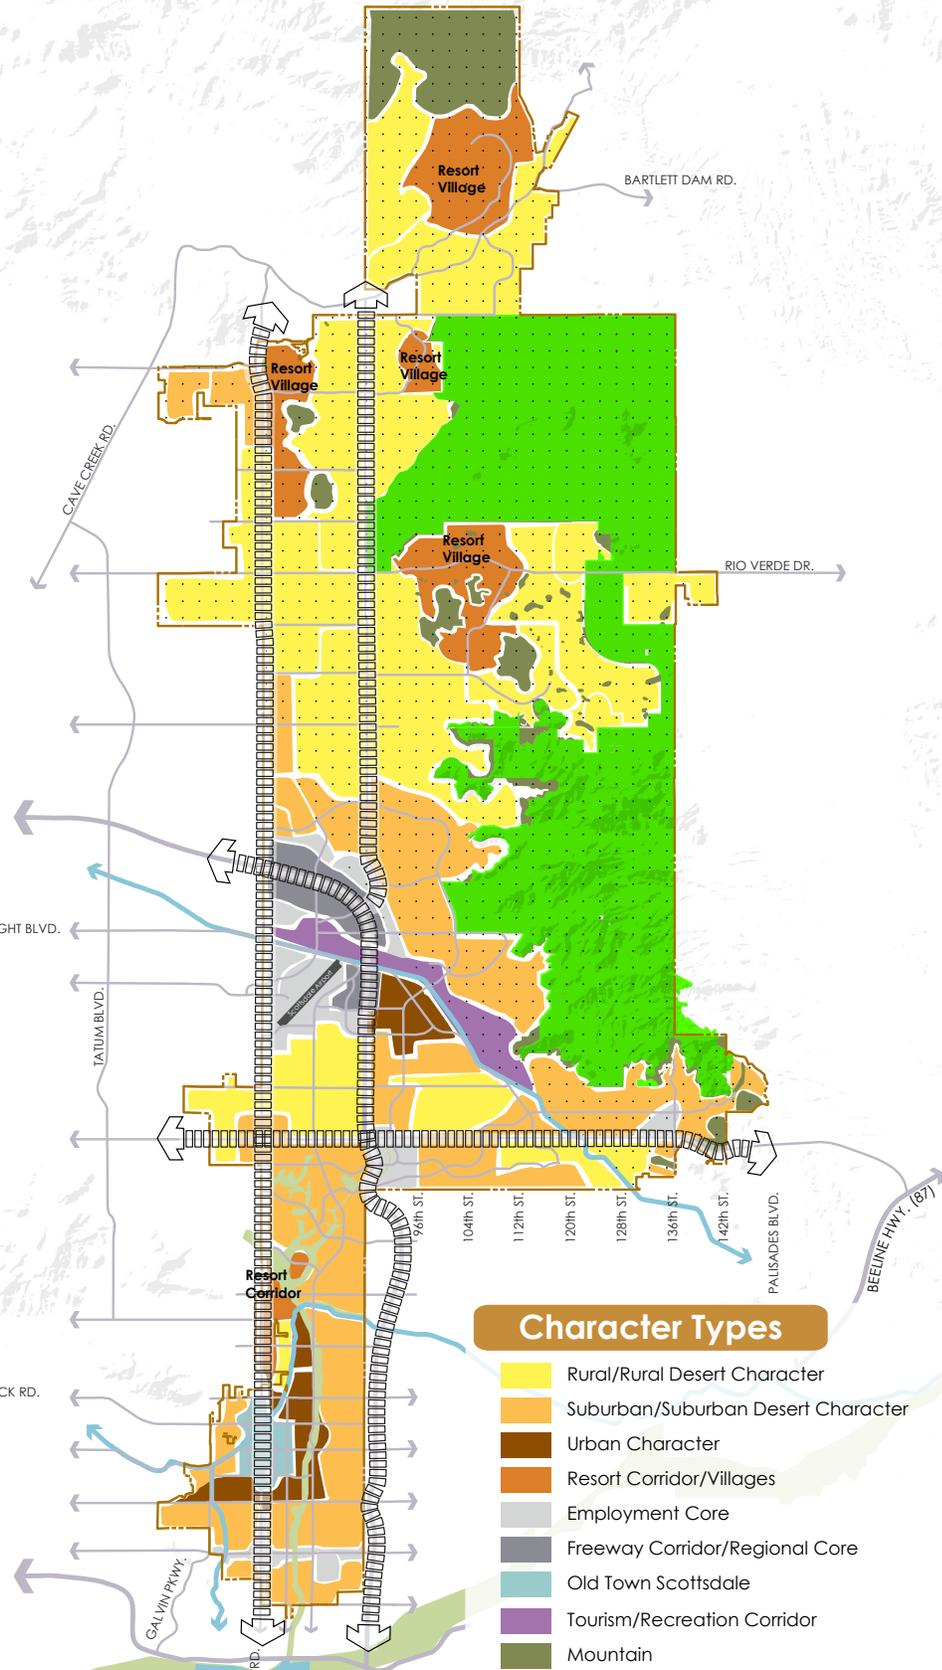 Resort
Village
BARTLETT DAM RD.
Resort
Village
Resort
Village
CAVE CREEK RD.
Resort
Village
RIO VERDE DR.
GHT BLVD.
Scottsdale Airport
TATUM BLVD.
96th ST.
104th ST.
112th ST.
120th ST.
128th ST.
136th ST.
142th ST.
PALISADES BLVD.
BEELINE HWY. (87)
Resort
Corridor
CK RD.
GALVIN PKWY.
RD.
Character Types
Rural/Rural Desert Character
Suburban/Suburban Desert Character
Urban Character
Resort Corridor/Villages
Employment Core
Freeway Corridor/Regional Core
Old Town Scottsdale
Tourism/Recreation Corridor
Mountain